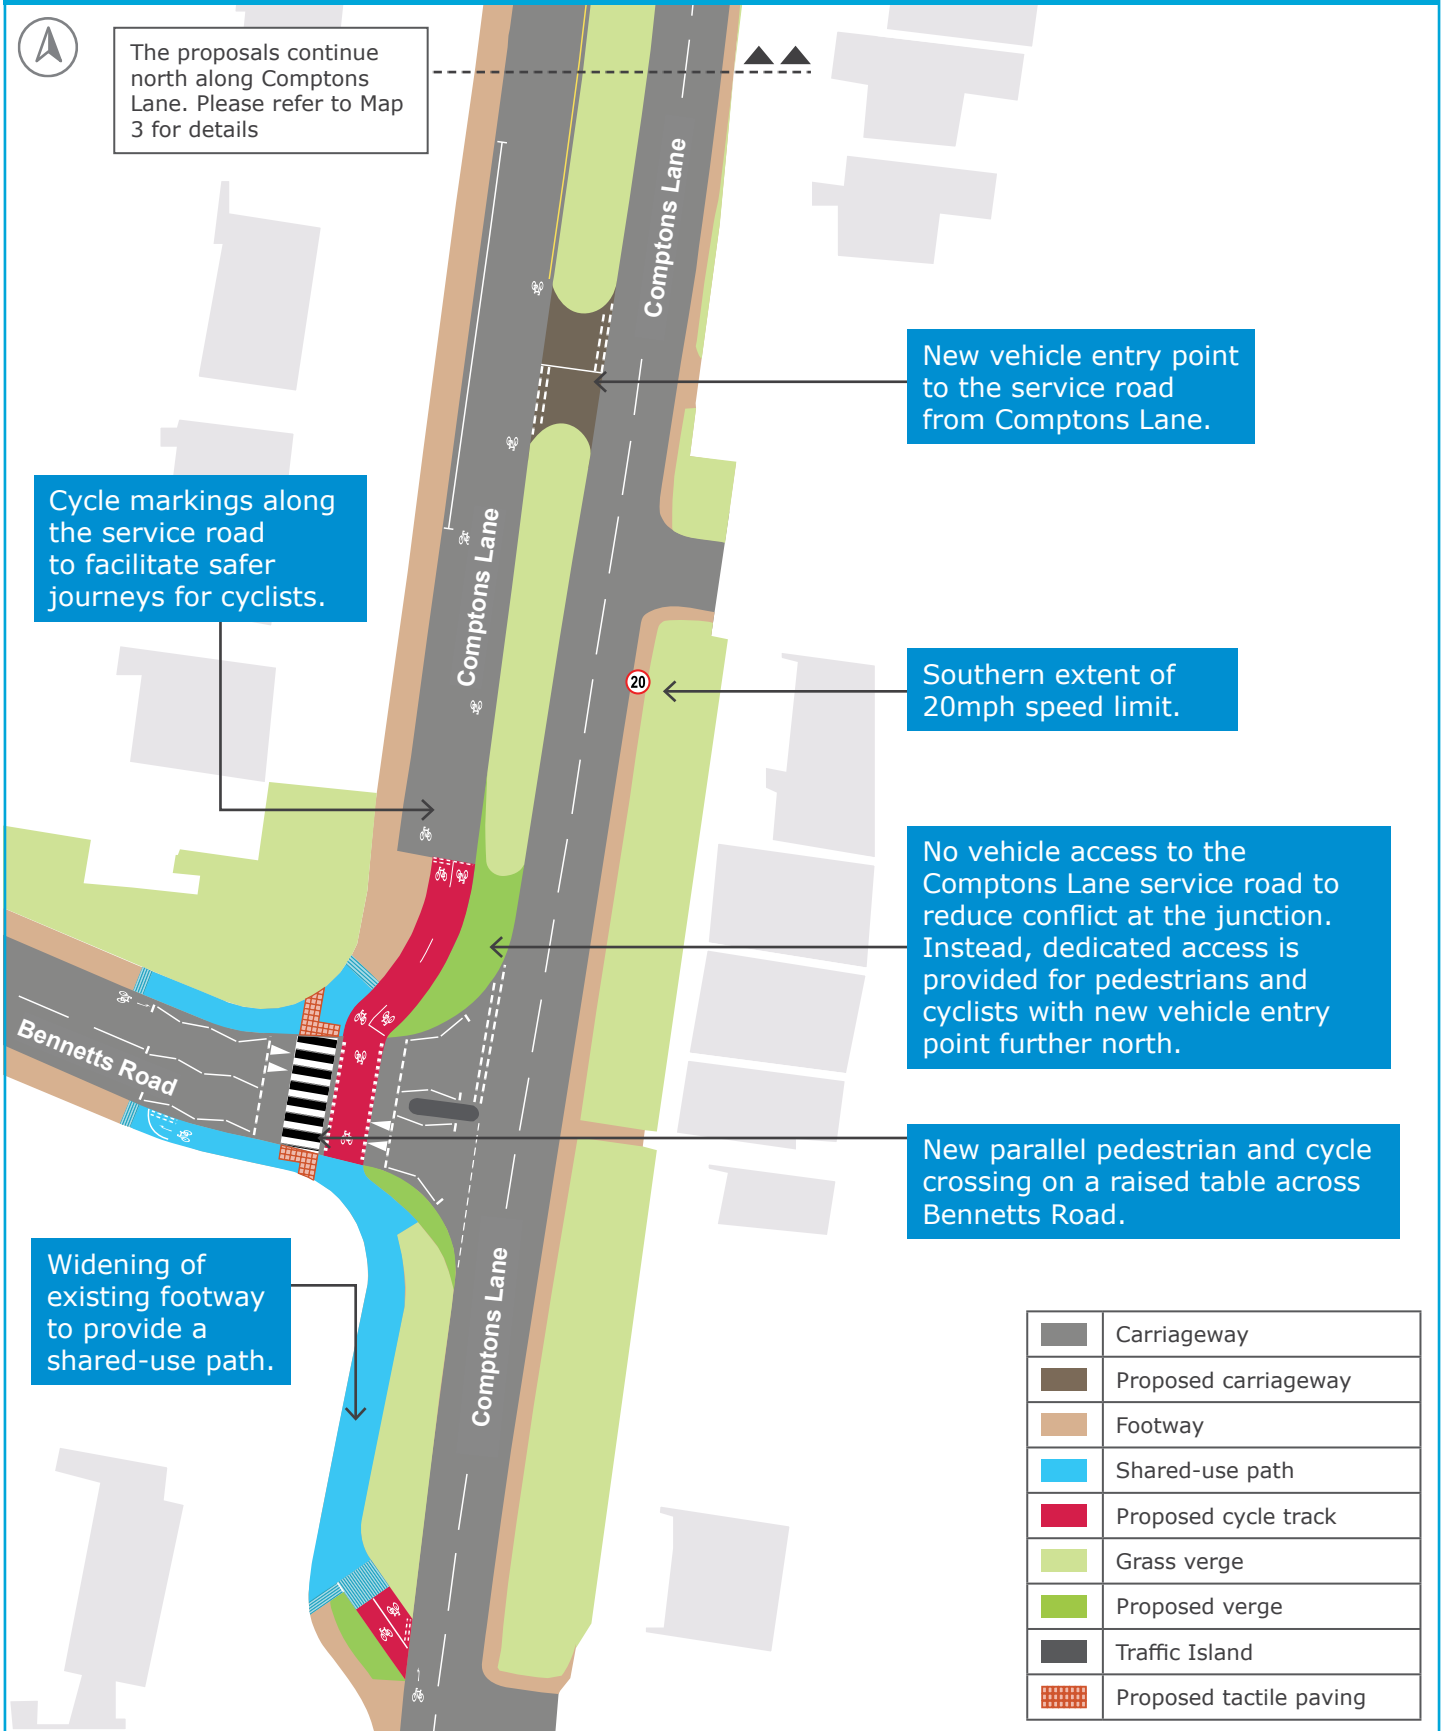 The proposals continue
north along Comptons
Lane. Please refer to Map
3 for details
Comptons Lane
New vehicle entry point
to the service road
from Comptons Lane.
Cycle markings along
the service road
to facilitate safer
journeys for cyclists.
Comptons Lane
20
Southern extent of
20mph speed limit.
No vehicle access to the
Comptons Lane service road to
reduce conflict at the junction.
Instead, dedicated access is
provided for pedestrians and
cyclists with new vehicle entry
point further north.
Bennetts Road
New parallel pedestrian and cycle
crossing on a raised table across
Bennetts Road.
Widening of
existing footway
to provide a
shared-use path.
Comptons Lane
Carriageway
Proposed carriageway
Footway
Shared-use path
Proposed cycle track
Grass verge
Proposed verge
Traffic Island
Proposed tactile paving